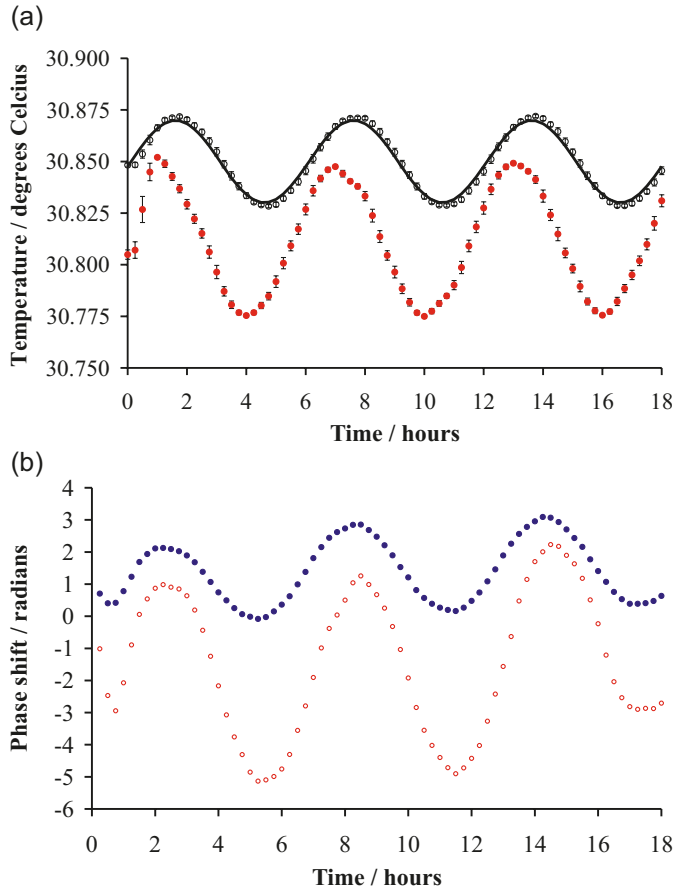 (a)
30.900
30.875
30.850
30.825
30.800
30.775
30.750
Temperature / degrees Celcius
0 2 4 6 8 10 12 14 16 18
Time / hours
(b)
4
3
2
1
0
-1
-2
-3
-4
-5
-6
Phase shift / radians
0 2 4 6 8 10 12 14 16 18
Time / hours